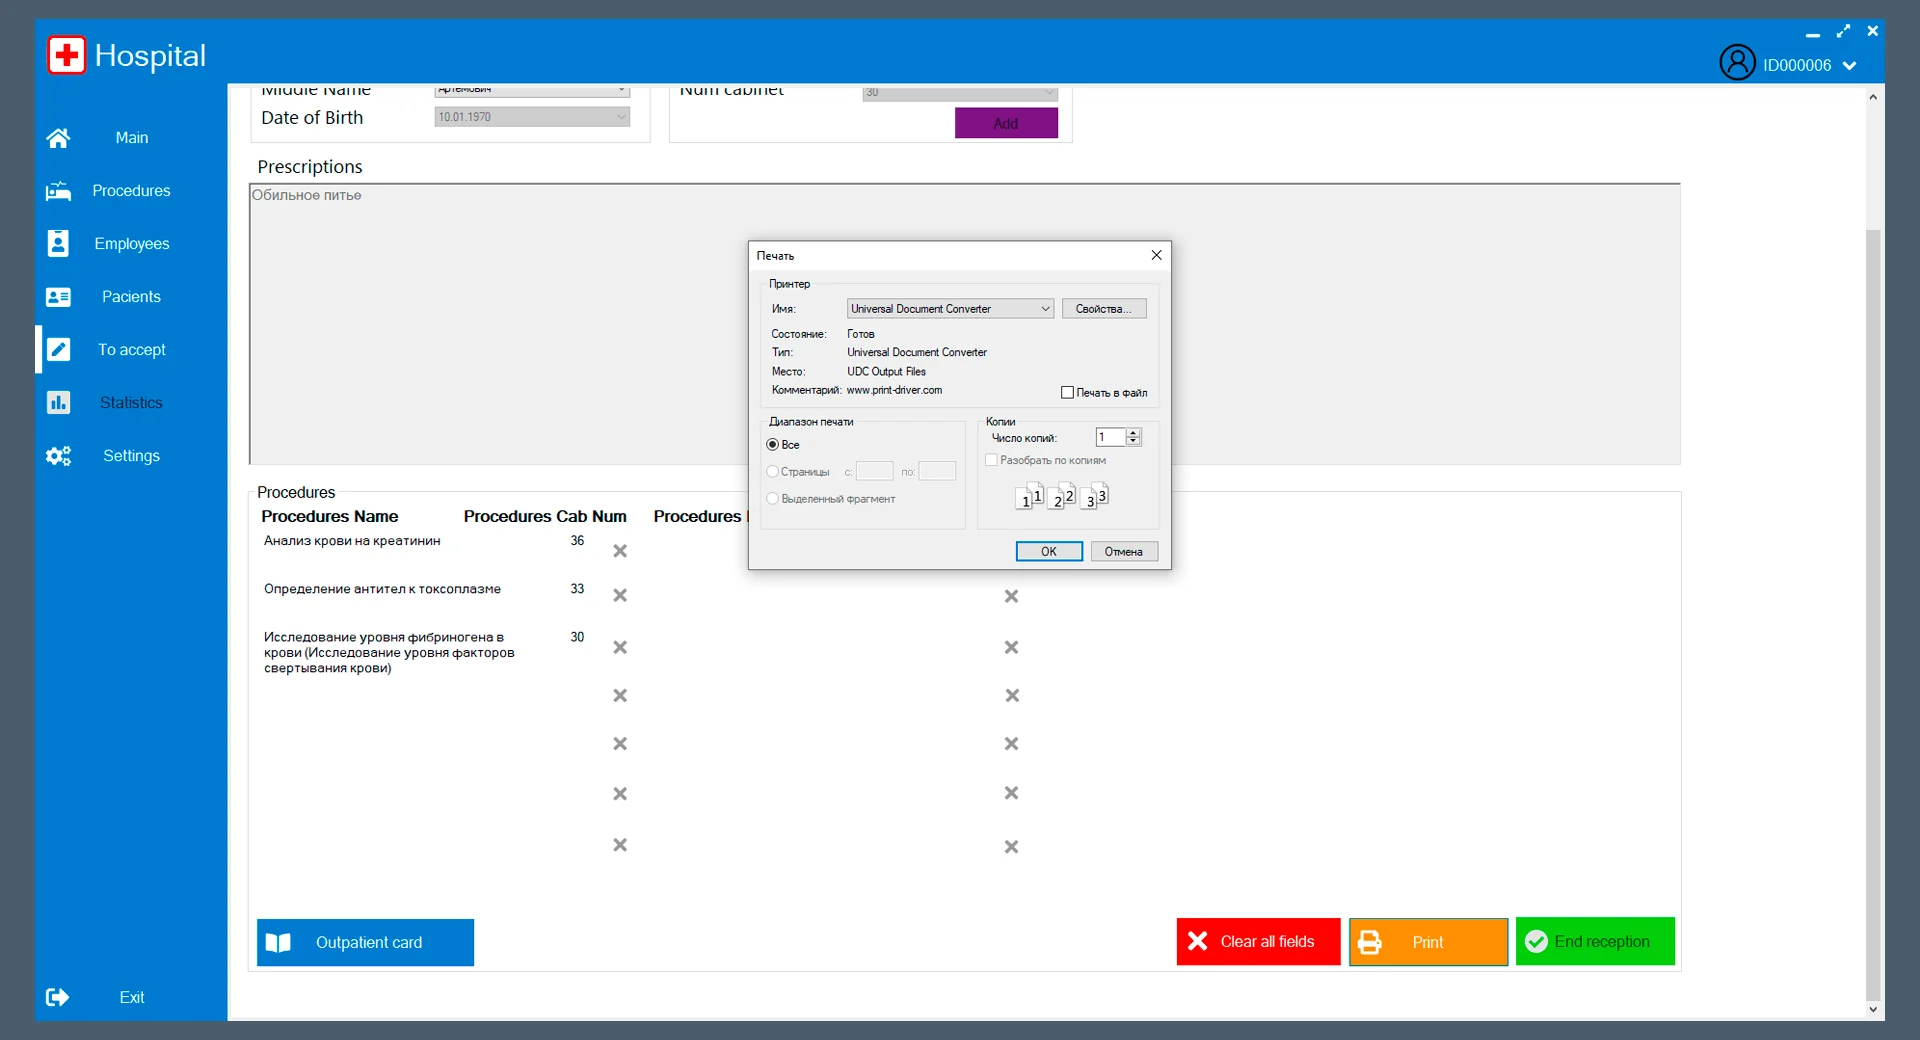 Hospital
ID000006
Main
Procedures
Employees
Pacients
To accept
Statistics
Settings
Exit
Middle Name
Артемович
Num cabinet
30
Date of Birth
10.01.1970
Add
Prescriptions
Обильное питье
Печать
Принтер
Имя:
Universal Document Converter
Свойства...
Состояние:
Готов
Тип:
Universal Document Converter
Место:
UDC Output Files
Комментарий:
www.print-driver.com
Печать в файл
Диапазон печати
Все
Страницы
с:
по:
Выделенный фрагмент
Копии
Число копий:
1
Разобрать по копиям
1 1 2 2 3 3
OK
Отмена
Procedures
Procedures Name
Procedures Cab Num
Procedures
Анализ крови на креатинин
36
Определение антител к токсоплазме
33
Исследование уровня фибриногена в
крови (Исследование уровня факторов
свертывания крови)
30
Outpatient card
Clear all fields
Print
End reception